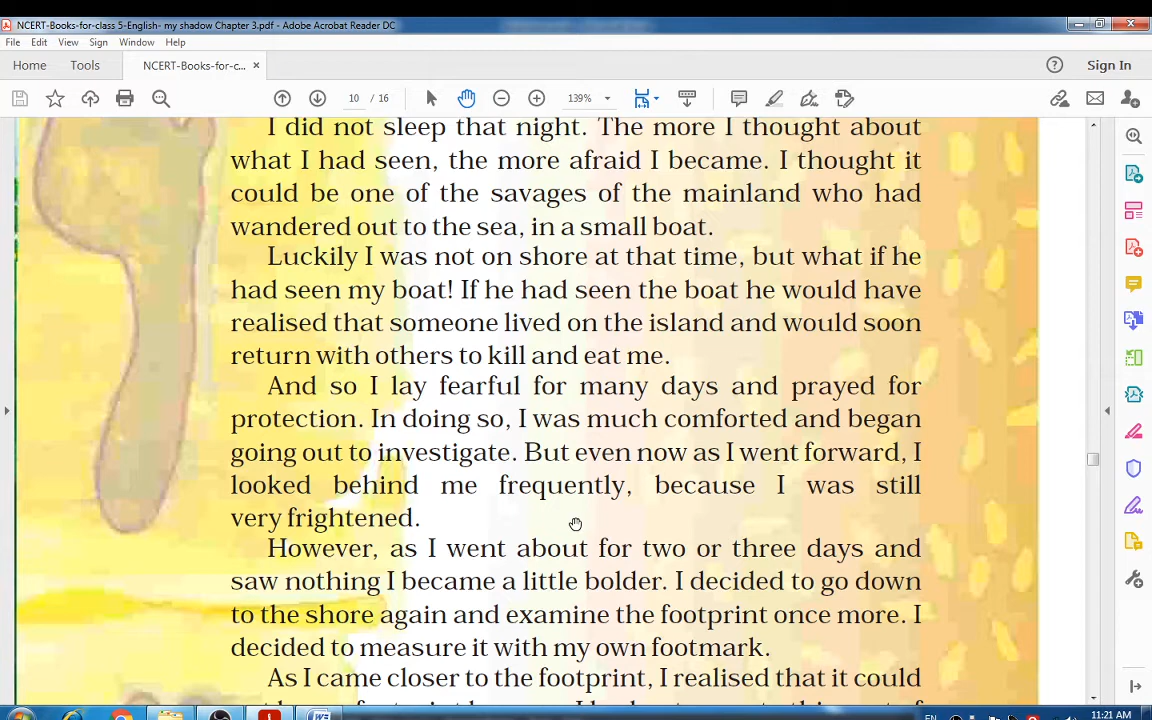 NCERT-Books-for-class 5-English- my shadow Chapter 3.pdf - Adobe Acrobat Reader DC
File Edit View Sign Window Help
Home Tools NCERT-Books-for-c... × Sign In
10 / 16 139%
I did not sleep that night. The more I thought about
what I had seen, the more afraid I became. I thought it
could be one of the savages of the mainland who had
wandered out to the sea, in a small boat.
Luckily I was not on shore at that time, but what if he
had seen my boat! If he had seen the boat he would have
realised that someone lived on the island and would soon
return with others to kill and eat me.
And so I lay fearful for many days and prayed for
protection. In doing so, I was much comforted and began
going out to investigate. But even now as I went forward, I
looked behind me frequently, because I was still
very frightened.
However, as I went about for two or three days and
saw nothing I became a little bolder. I decided to go down
to the shore again and examine the footprint once more. I
decided to measure it with my own footmark.
As I came closer to the footprint, I realised that it could
EN 11:21 AM